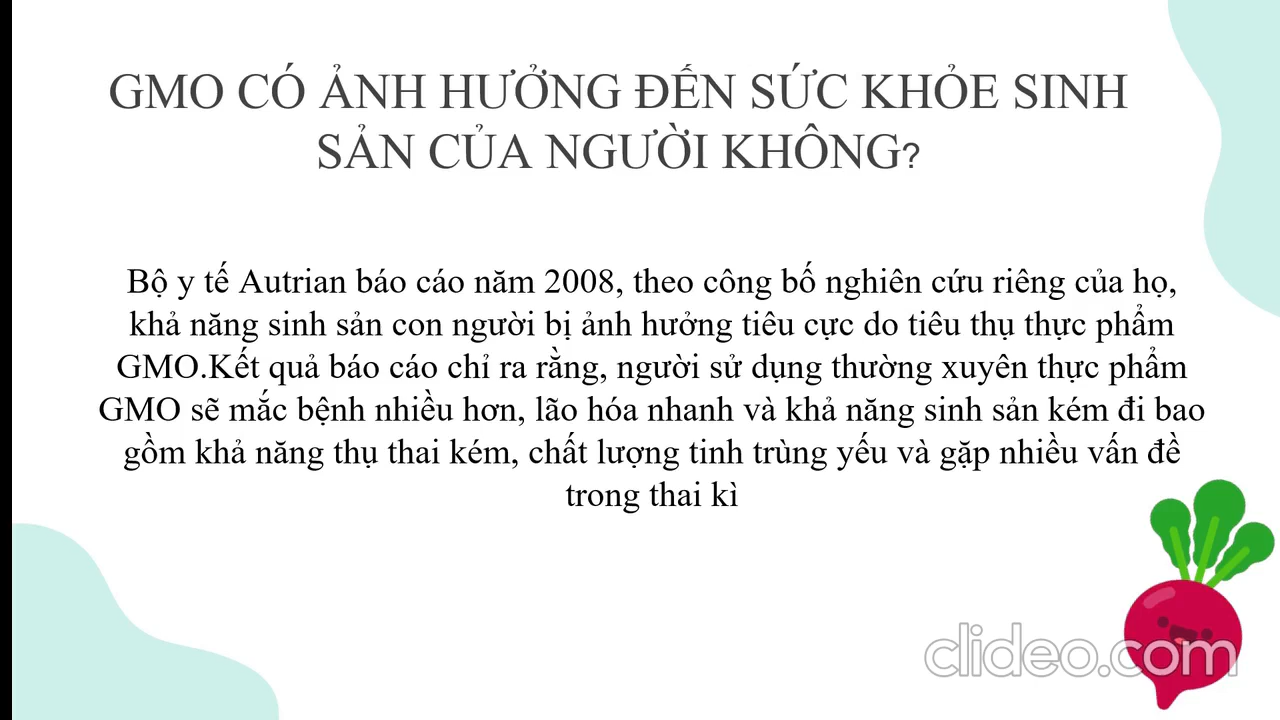 GMO CÓ ẢNH HƯỞNG ĐẾN SỨC KHỎE SINH
SẢN CỦA NGƯỜI KHÔNG?
Bộ y tế Autrian báo cáo năm 2008, theo công bố nghiên cứu riêng của họ,
khả năng sinh sản con người bị ảnh hưởng tiêu cực do tiêu thụ thực phẩm
GMO.Kết quả báo cáo chỉ ra rằng, người sử dụng thường xuyên thực phẩm
GMO sẽ mắc bệnh nhiều hơn, lão hóa nhanh và khả năng sinh sản kém đi bao
gồm khả năng thụ thai kém, chất lượng tinh trùng yếu và gặp nhiều vấn đề
trong thai kì
clideo.com